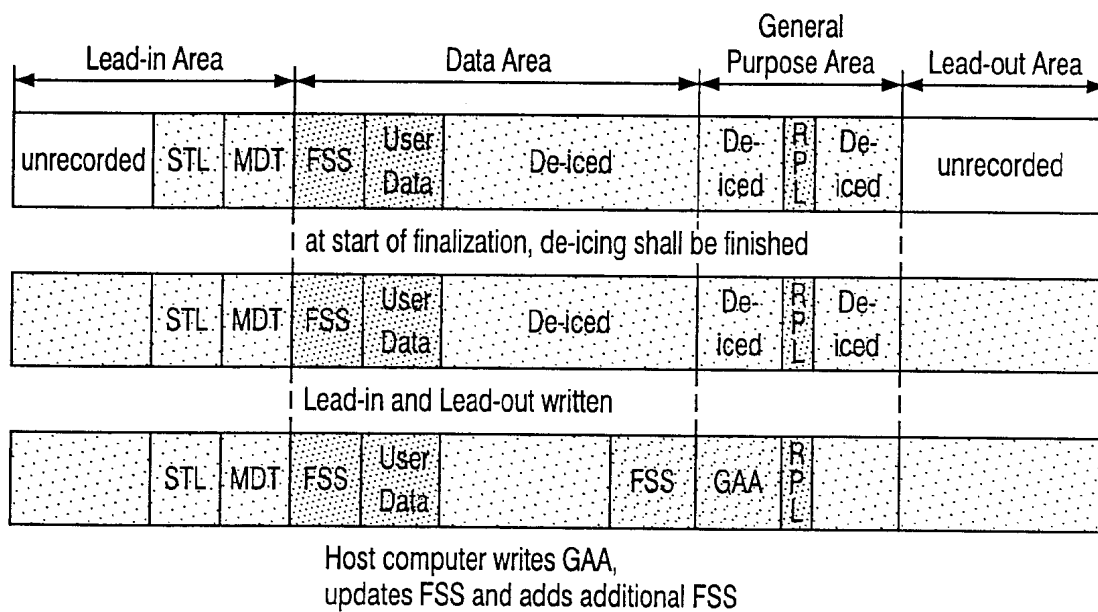 Lead-in Area
Data Area
General
Purpose Area
Lead-out Area
unrecorded
STL
MDT
FSS
User
Data
De-iced
De-
iced
RPL
De-
iced
unrecorded
at start of finalization, de-icing shall be finished
STL
MDT
FSS
User
Data
De-iced
De-
iced
RPL
De-
iced
Lead-in and Lead-out written
STL
MDT
FSS
User
Data
FSS
GAA
RPL
Host computer writes GAA,
updates FSS and adds additional FSS